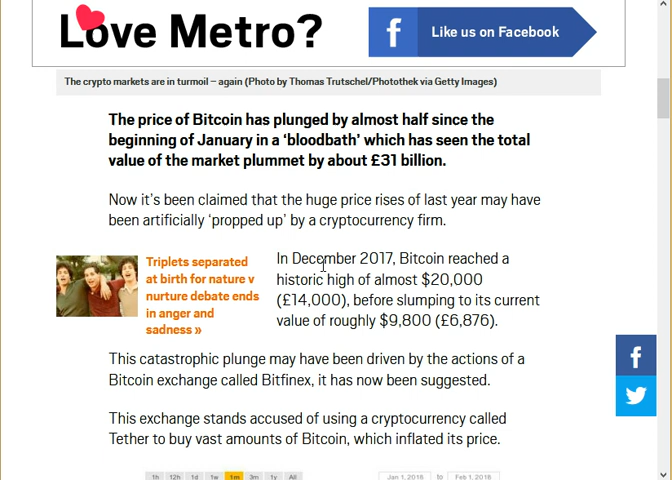 Love Metro?
f Like us on Facebook
The crypto markets are in turmoil – again (Photo by Thomas Trutschel/Photothek via Getty Images)
The price of Bitcoin has plunged by almost half since the
beginning of January in a ‘bloodbath’ which has seen the total
value of the market plummet by about £31 billion.
Now it’s been claimed that the huge price rises of last year may have
been artificially ‘propped up’ by a cryptocurrency firm.
Triplets separated
at birth for nature v
nurture debate ends
in anger and
sadness »
In December 2017, Bitcoin reached a
historic high of almost $20,000
(£14,000), before slumping to its current
value of roughly $9,800 (£6,876).
f
This catastrophic plunge may have been driven by the actions of a
Bitcoin exchange called Bitfinex, it has now been suggested.
This exchange stands accused of using a cryptocurrency called
Tether to buy vast amounts of Bitcoin, which inflated its price.
1h 12h 1d 1w 1m 3m 1y All Jan 1, 2018 to Feb 1, 2018